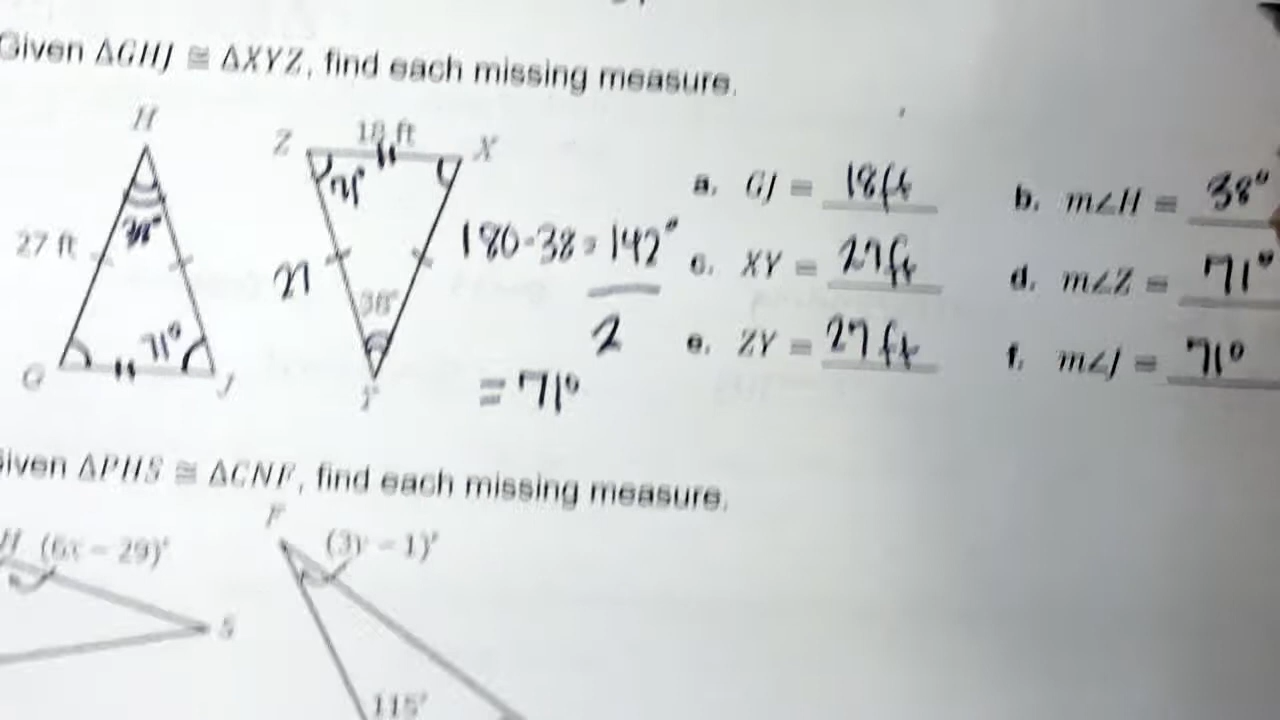 Given ΔGHJ ≅ ΔXYZ, find each missing measure.
H
Z 18 ft X
27 ft 38°
71°
G J
27
38°
Y
180-38=142°
2
=71°
a. GJ = 18ft
b. m∠H = 38°
c. XY = 27ft
d. m∠Z = 71°
e. ZY = 27ft
f. m∠J = 71°
iven ΔPHS ≅ ΔCNF, find each missing measure.
H (6x − 29)°
S
F (3y − 1)°
115°